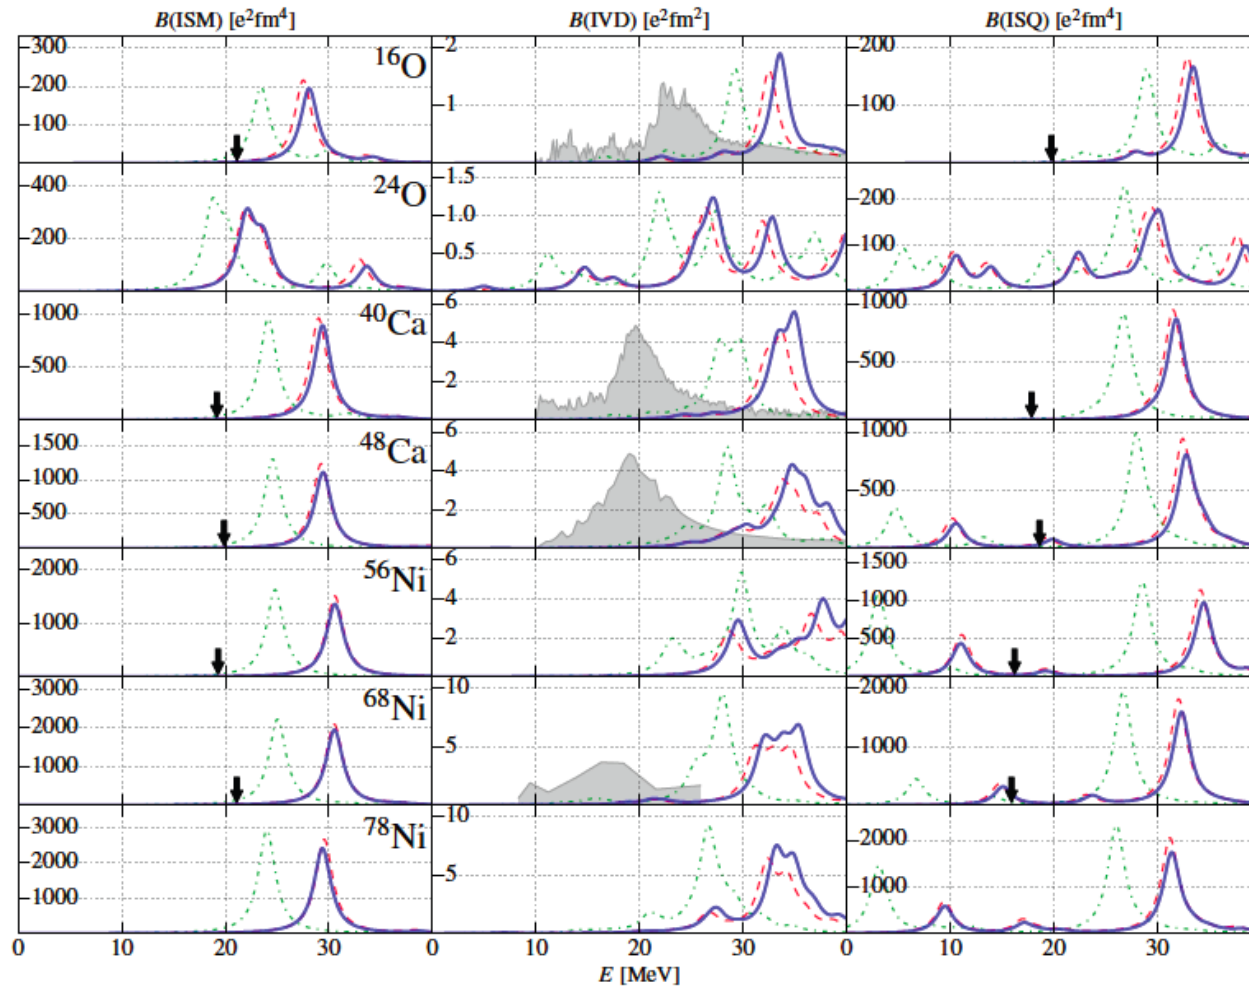 B(ISM) [e²fm⁴] B(IVD) [e²fm²] B(ISQ) [e²fm⁴]
300 200 100 ¹⁶O 2 1 200 100
400 200 ²⁴O 1.5 1.0 0.5 200 100
1000 500 ⁴⁰Ca 6 4 2 1000 500
1500 1000 500 ⁴⁸Ca 6 4 2 1000 500
2000 1000 ⁵⁶Ni 6 4 2 1500 1000 500
3000 2000 1000 ⁶⁸Ni 10 5 2000 1000
3000 2000 1000 ⁷⁸Ni 10 5 2000 1000
0 10 20 30 0 10 20 30 0 10 20 30
E [MeV]